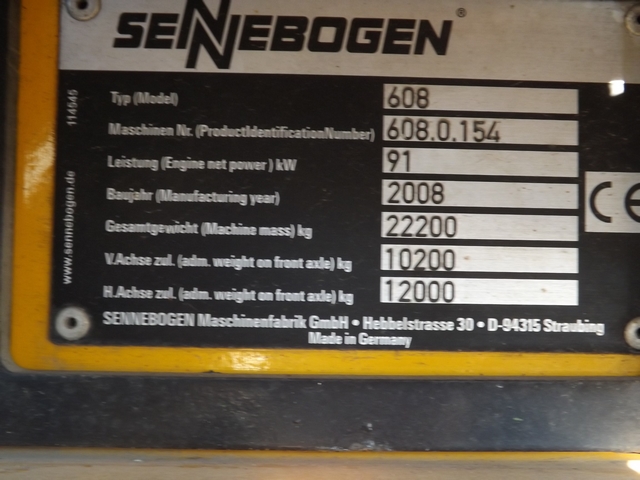 SENNEBOGEN®
Typ (Model) 608
Maschinen Nr. (ProductIdentificationNumber) 608.0.154
Leistung (Engine net power ) kW 91
Baujahr (Manufacturing year) 2008
Gesamtgewicht (Machine mass) kg 22200
V.Achse zul. (adm. weight on front axle) kg 10200
H.Achse zul. (adm. weight on front axle) kg 12000
SENNEBOGEN Maschinenfabrik GmbH • Hebbelstrasse 30 • D-94315 Straubing
Made in Germany
www.sennebogen.de 114545
CE